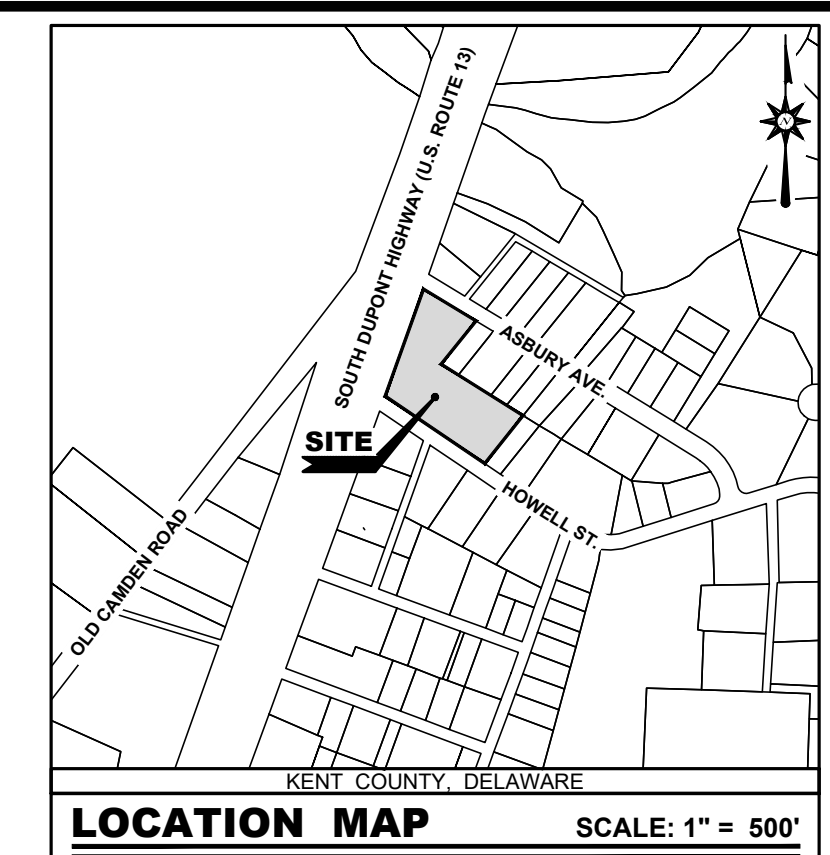 SOUTH DUPONT HIGHWAY (U.S. ROUTE 13)
N
ASBURY AVE.
SITE
HOWELL ST.
OLD CAMDEN ROAD
KENT COUNTY, DELAWARE
LOCATION MAP
SCALE: 1" = 500'